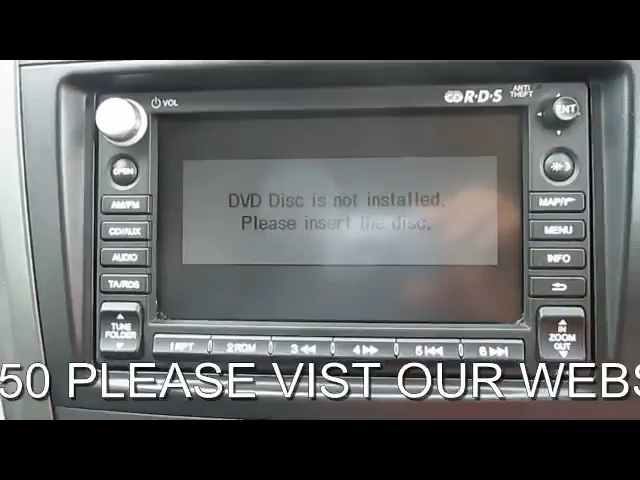 VOL
R·D·S
ANTI
THEFT
ENT
OPEN
AM/FM
CD/AUX
AUDIO
TA/RDS
TUNE
FOLDER
DVD Disc is not installed.
Please insert the disc.
MAP/
MENU
INFO
IN
ZOOM
OUT
1 RPT
2 RDM
3
4
5
6
50 PLEASE VIST OUR WEBS